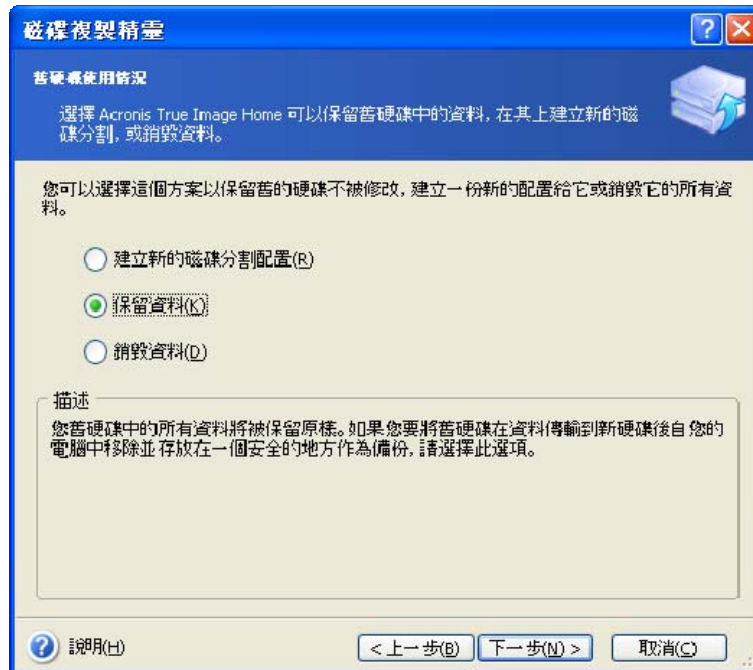 磁碟複製精靈
舊硬碟使用情況
選擇 Acronis True Image Home 可以保留舊硬碟中的資料, 在其上建立新的磁
碟分割, 或銷毀資料。
您可以選擇這個方案以保留舊的硬碟不被修改, 建立一份新的配置給它或銷毀它的所有資
料。
建立新的磁碟分割配置(R)
保留資料(K)
銷毀資料(D)
描述
您舊硬碟中的所有資料將被保留原樣。如果您要將舊硬碟在資料傳輸到新硬碟後自您的
電腦中移除並存放在一個安全的地方作為備份, 請選擇此選項。
說明(H)
< 上一步(B)
下一步(N) >
取消(C)